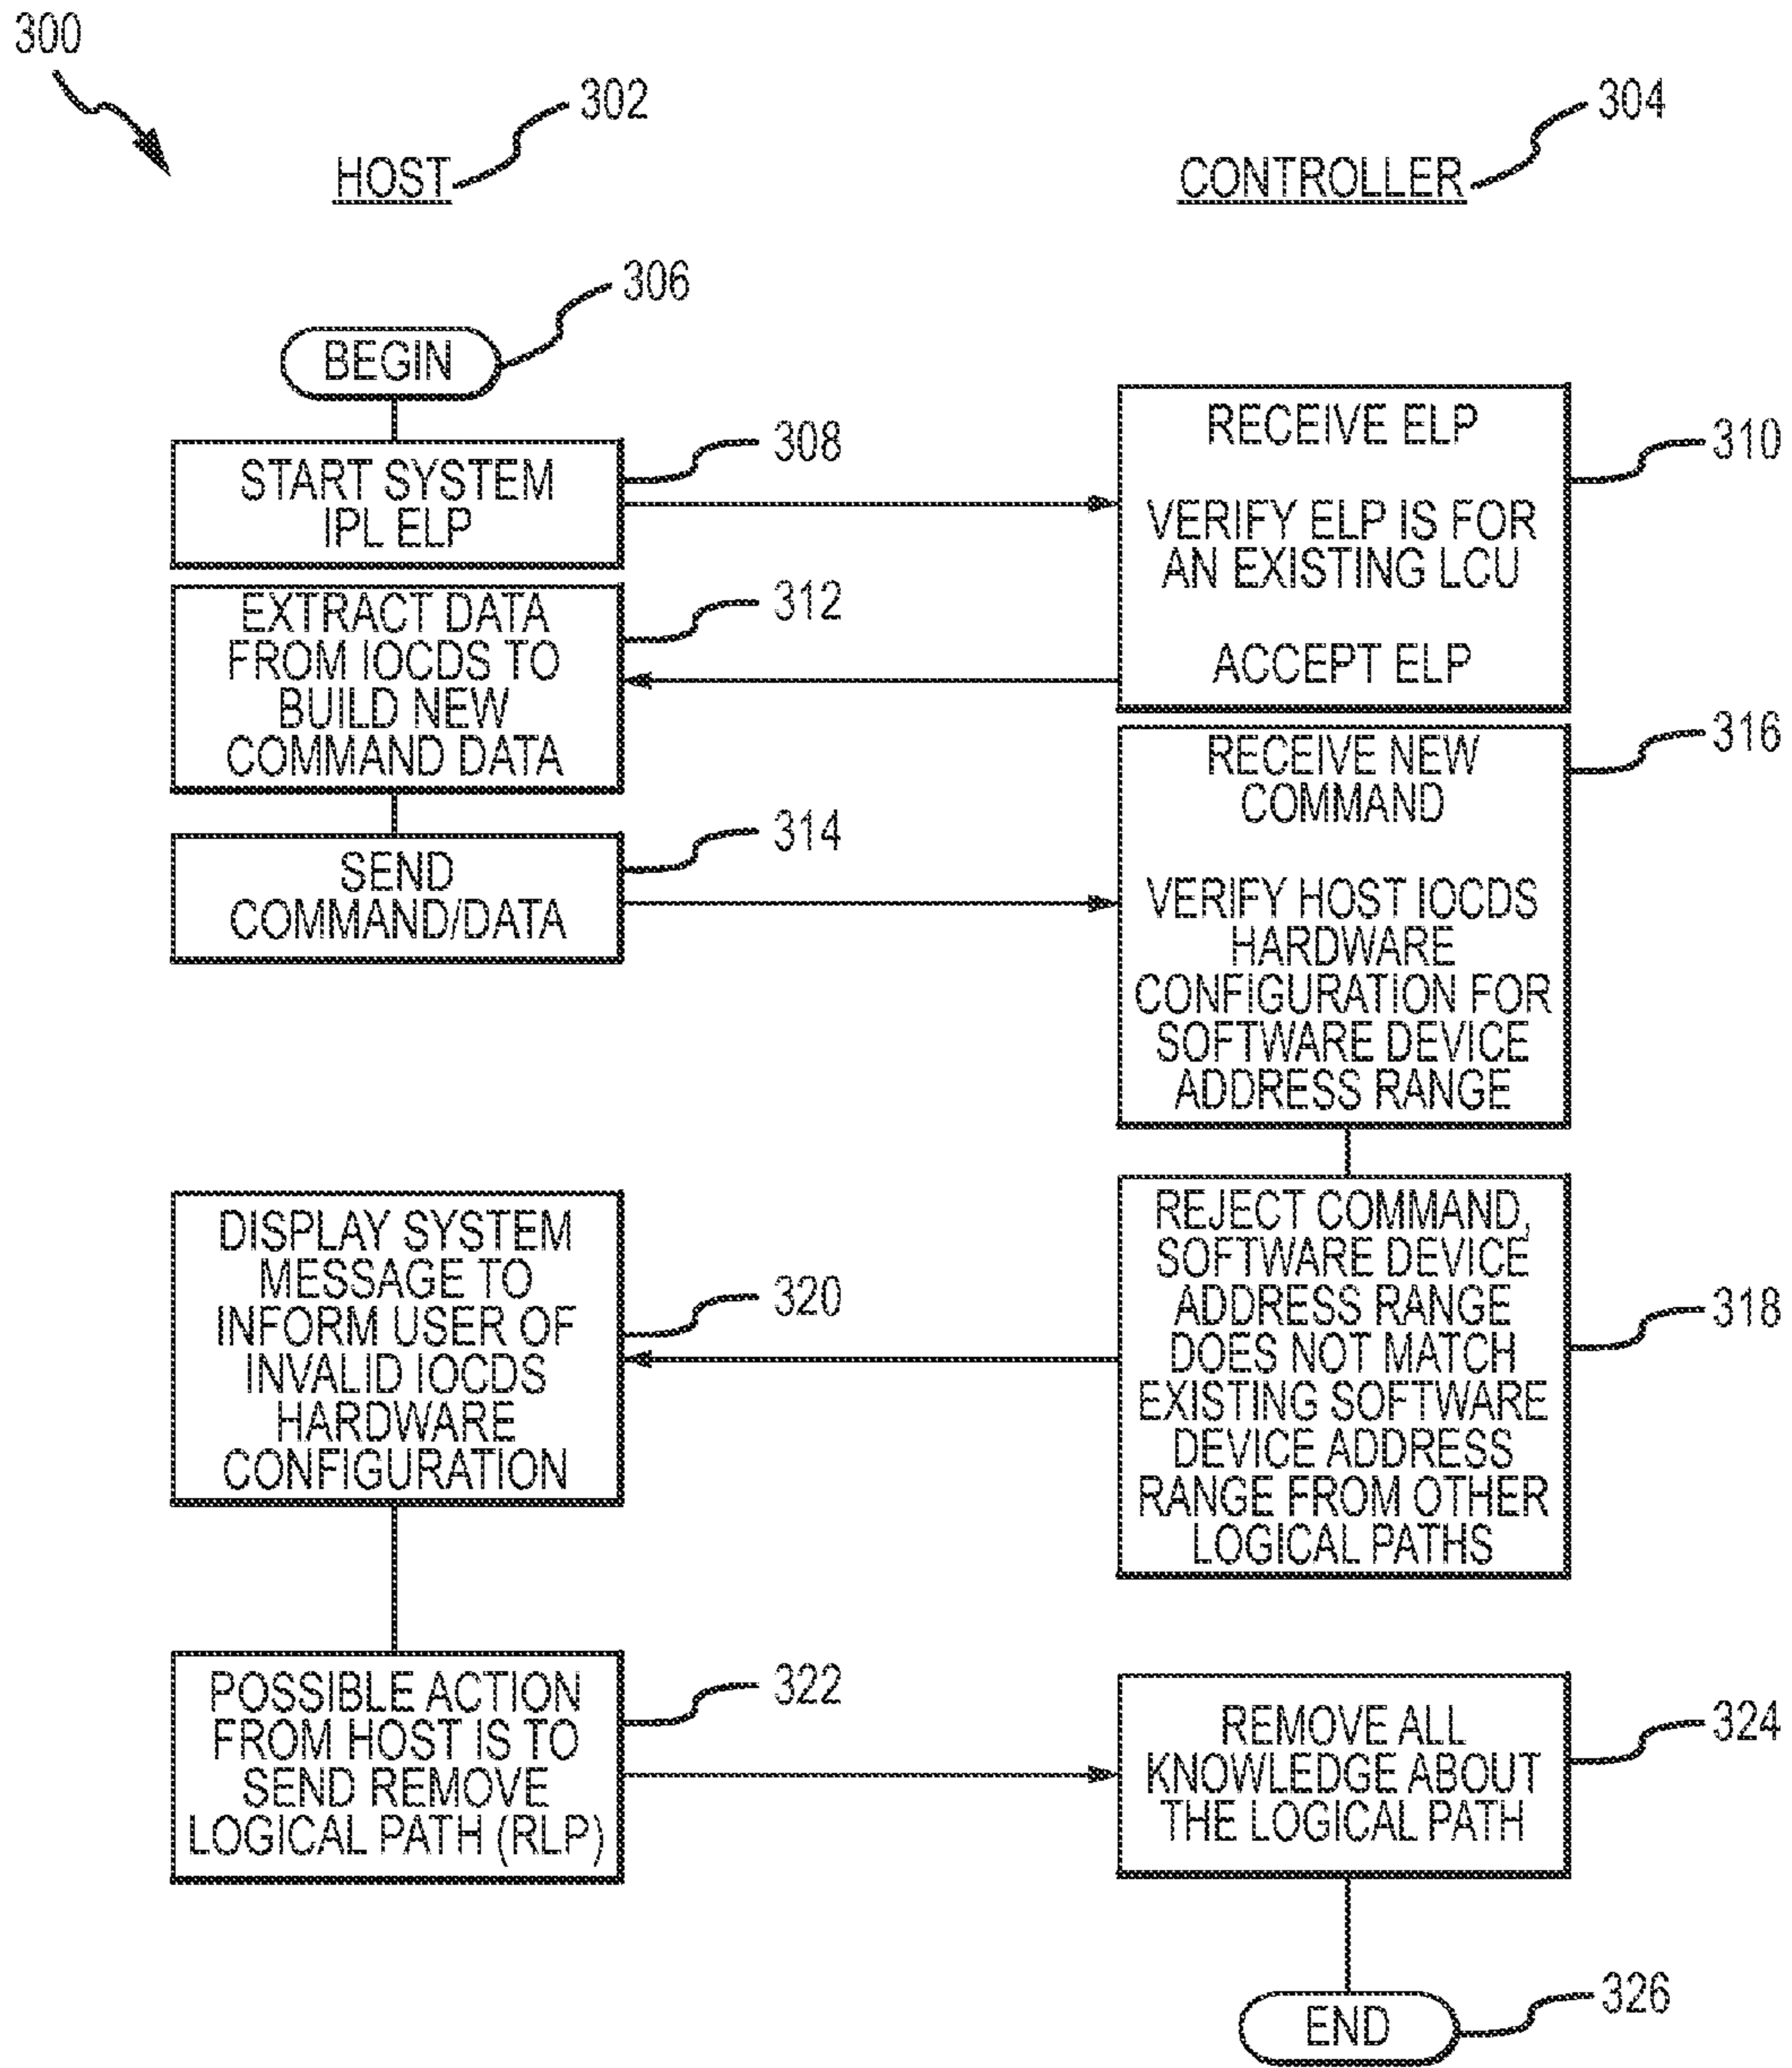 300
302
304
HOST
CONTROLLER
306
BEGIN
308
START SYSTEM
IPL ELP
310
RECEIVE ELP
VERIFY ELP IS FOR
AN EXISTING LCU
ACCEPT ELP
312
EXTRACT DATA
FROM IOCDS TO
BUILD NEW
COMMAND DATA
314
SEND
COMMAND/DATA
316
RECEIVE NEW
COMMAND
VERIFY HOST IOCDS
HARDWARE
CONFIGURATION FOR
SOFTWARE DEVICE
ADDRESS RANGE
318
REJECT COMMAND,
SOFTWARE DEVICE
ADDRESS RANGE
DOES NOT MATCH
EXISTING SOFTWARE
DEVICE ADDRESS
RANGE FROM OTHER
LOGICAL PATHS
320
DISPLAY SYSTEM
MESSAGE TO
INFORM USER OF
INVALID IOCDS
HARDWARE
CONFIGURATION
322
POSSIBLE ACTION
FROM HOST IS TO
SEND REMOVE
LOGICAL PATH (RLP)
324
REMOVE ALL
KNOWLEDGE ABOUT
THE LOGICAL PATH
326
END